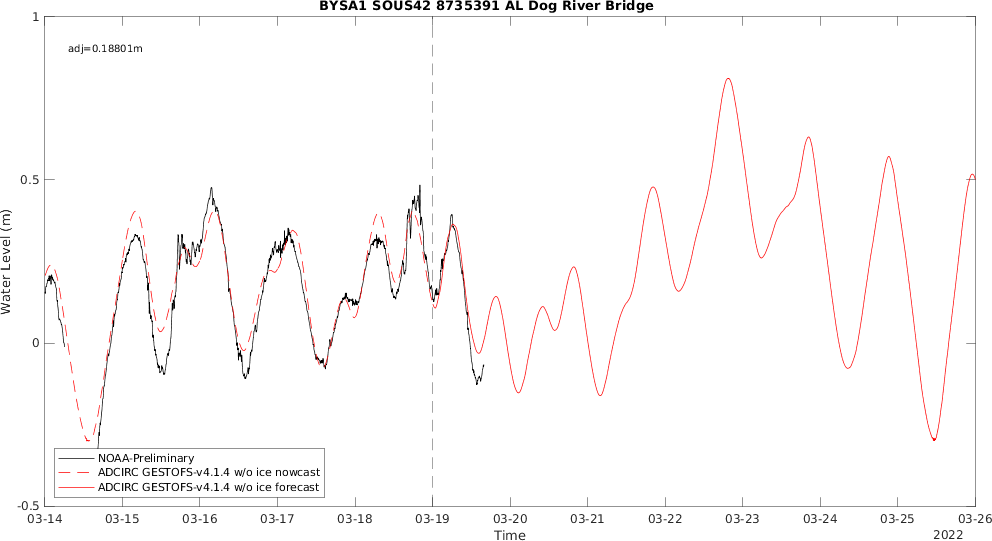 BYSA1 SOUS42 8735391 AL Dog River Bridge
1
adj=0.18801m
0.5
Water Level (m)
0
NOAA-Preliminary
ADCIRC GESTOFS-v4.1.4 w/o ice nowcast
ADCIRC GESTOFS-v4.1.4 w/o ice forecast
-0.5
03-14 03-15 03-16 03-17 03-18 03-19 03-20 03-21 03-22 03-23 03-24 03-25 03-26
Time
2022